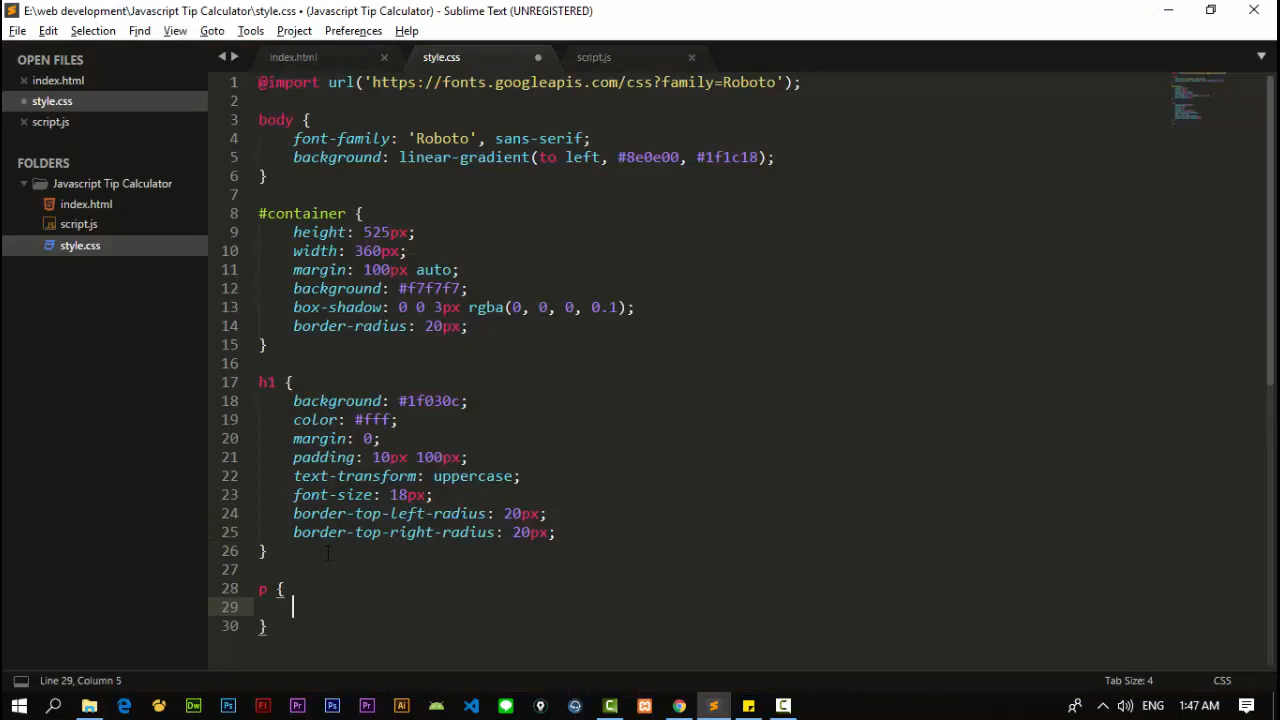 E:\web development\Javascript Tip Calculator\style.css • (Javascript Tip Calculator) - Sublime Text (UNREGISTERED)
File Edit Selection Find View Goto Tools Project Preferences Help
OPEN FILES
index.html
style.css
script.js
FOLDERS
Javascript Tip Calculator
index.html
script.js
style.css
index.html style.css script.js
1 @import url('https://fonts.googleapis.com/css?family=Roboto');
2
3 body {
4 font-family: 'Roboto', sans-serif;
5 background: linear-gradient(to left, #8e0e00, #1f1c18);
6 }
7
8 #container {
9 height: 525px;
10 width: 360px;
11 margin: 100px auto;
12 background: #f7f7f7;
13 box-shadow: 0 0 3px rgba(0, 0, 0, 0.1);
14 border-radius: 20px;
15 }
16
17 h1 {
18 background: #1f030c;
19 color: #fff;
20 margin: 0;
21 padding: 10px 100px;
22 text-transform: uppercase;
23 font-size: 18px;
24 border-top-left-radius: 20px;
25 border-top-right-radius: 20px;
26 }
27
28 p {
29
30 }
Line 29, Column 5 Tab Size: 4 CSS
Dw Ps Fl Pr Ps Pr Ai ENG 1:47 AM